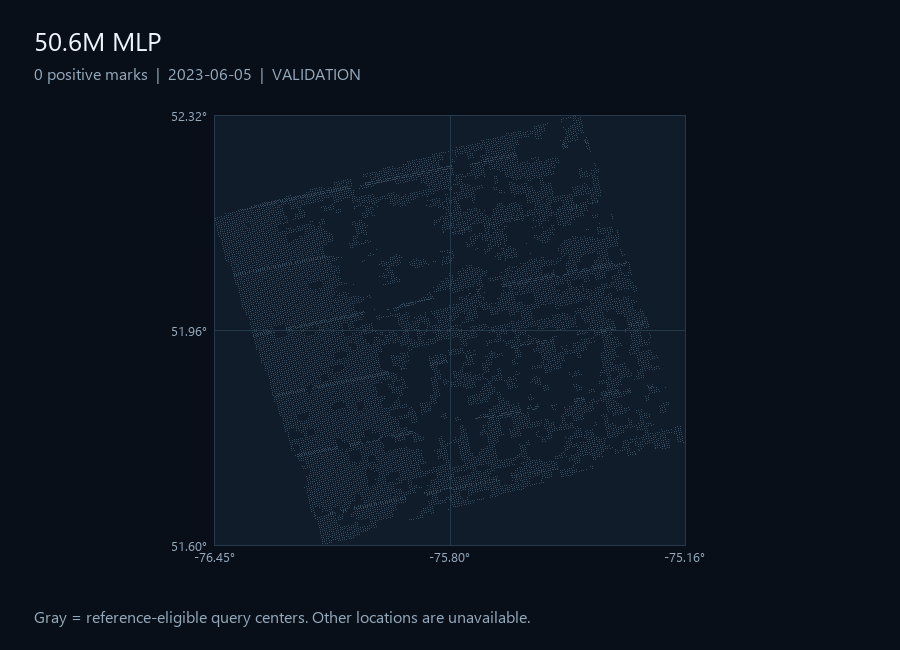 50.6M MLP
0 positive marks | 2023-06-05 | VALIDATION
52.32°
51.96°
51.60°
-76.45°
-75.80°
-75.16°
Gray = reference-eligible query centers. Other locations are unavailable.